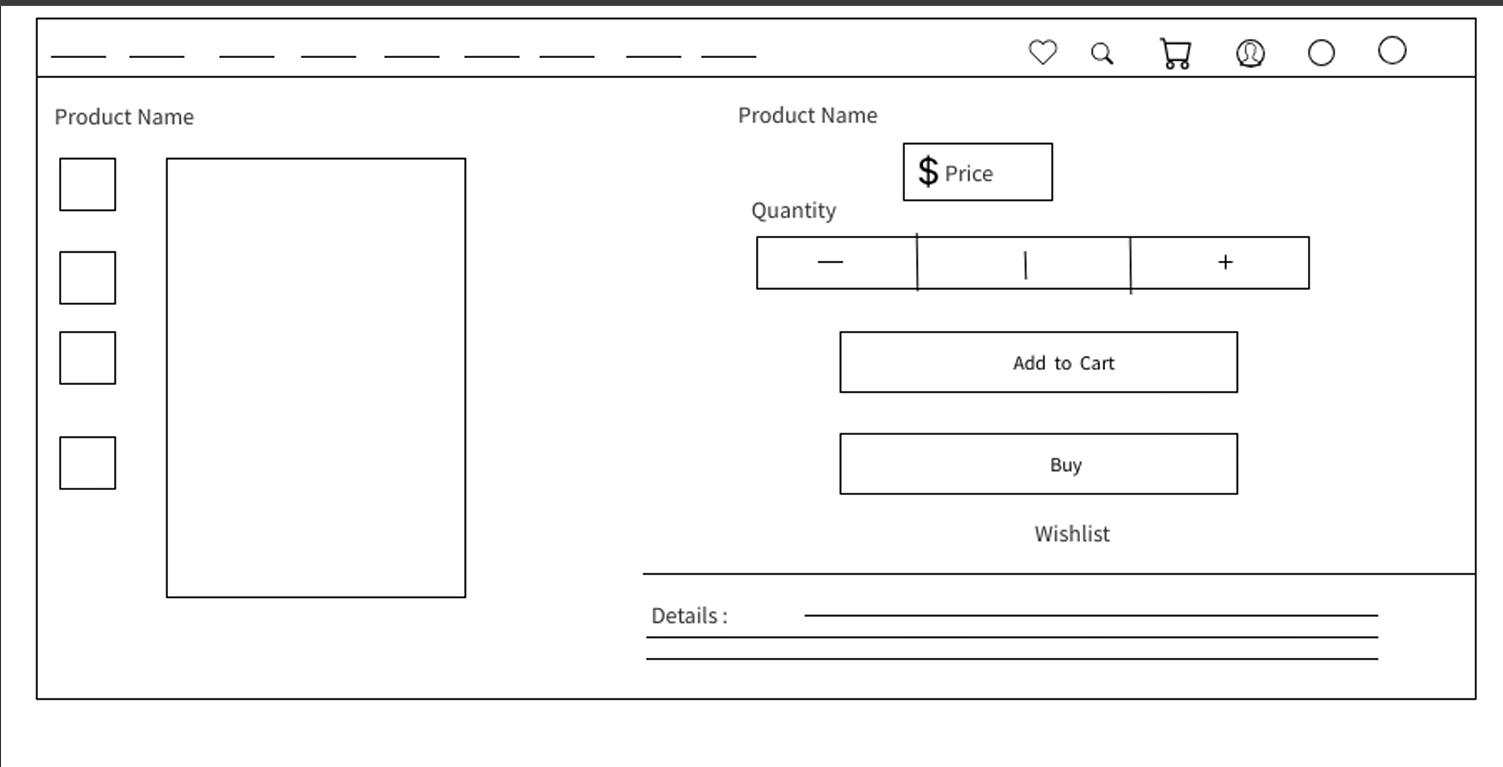 Product Name
Product Name
$ Price
Quantity
— | +
Add to Cart
Buy
Wishlist
Details :